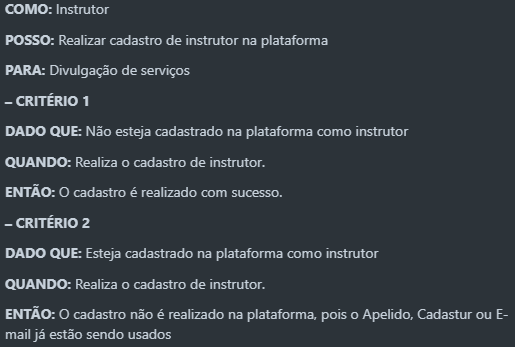 COMO: Instrutor
POSSO: Realizar cadastro de instrutor na plataforma
PARA: Divulgação de serviços
– CRITÉRIO 1
DADO QUE: Não esteja cadastrado na plataforma como instrutor
QUANDO: Realiza o cadastro de instrutor.
ENTÃO: O cadastro é realizado com sucesso.
– CRITÉRIO 2
DADO QUE: Esteja cadastrado na plataforma como instrutor
QUANDO: Realiza o cadastro de instrutor.
ENTÃO: O cadastro não é realizado na plataforma, pois o Apelido, Cadastur ou E-
mail já estão sendo usados